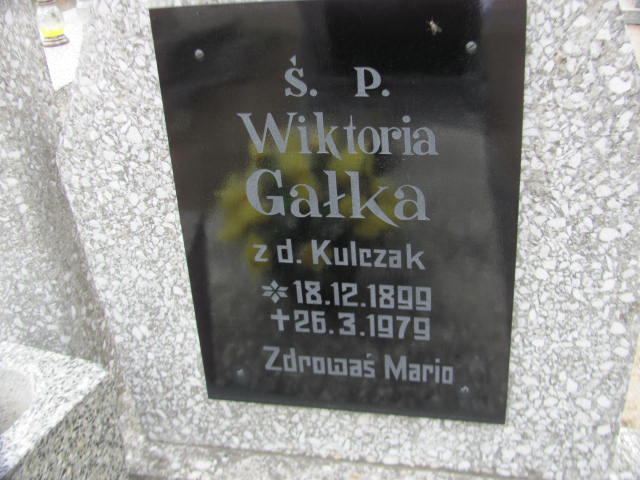 Ś. P.
Wiktoria
Gałka
z d. Kulczak
* 18.12.1899
+ 26.3.1979
Zdrowaś Mario